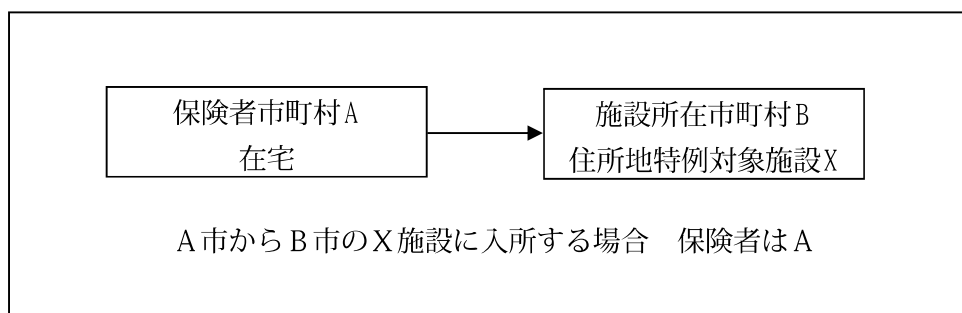 保険者市町村A
在宅
施設所在市町村B
住所地特例対象施設X
A市からB市のX施設に入所する場合　保険者はA